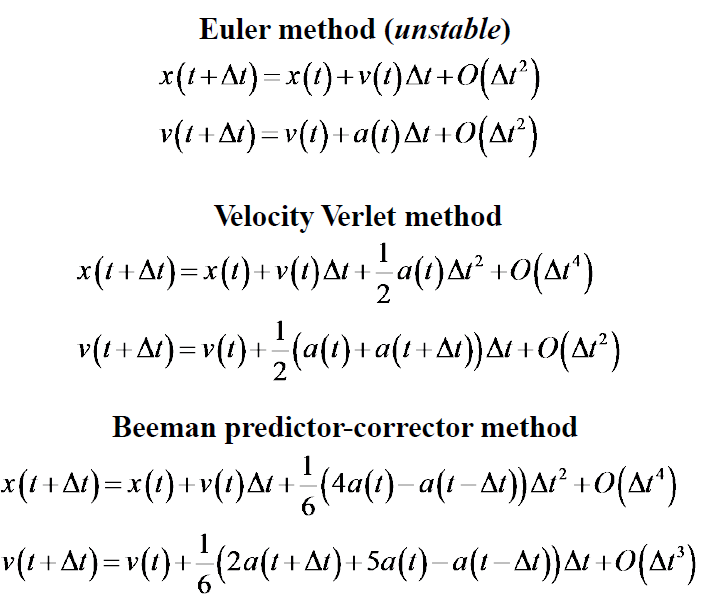 Euler method (unstable)
x(t+Δt)=x(t)+v(t)Δt+O(Δt²)
v(t+Δt)=v(t)+a(t)Δt+O(Δt²)
Velocity Verlet method
x(t+Δt)=x(t)+v(t)Δt+1/2 a(t)Δt²+O(Δt⁴)
v(t+Δt)=v(t)+1/2(a(t)+a(t+Δt))Δt+O(Δt²)
Beeman predictor-corrector method
x(t+Δt)=x(t)+v(t)Δt+1/6(4a(t)−a(t−Δt))Δt²+O(Δt⁴)
v(t+Δt)=v(t)+1/6(2a(t+Δt)+5a(t)−a(t−Δt))Δt+O(Δt³)